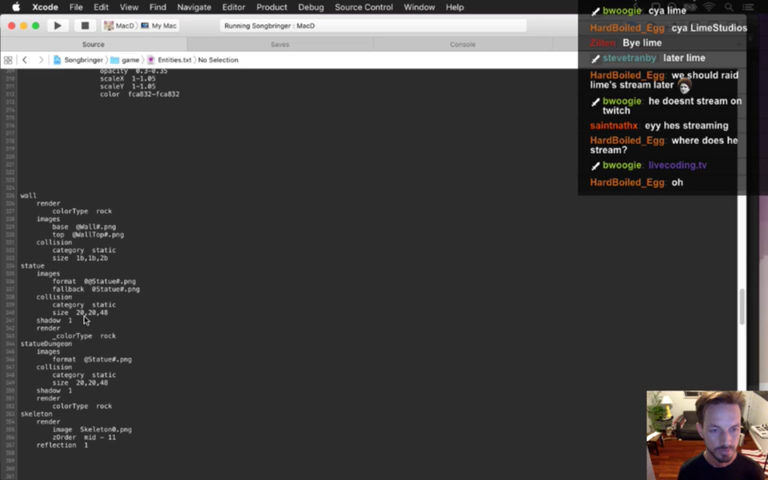 Xcode File Edit View Find Navigate Editor Product Debug Source Control Window Help
MacD My Mac
Running Songbringer : MacD
Source Saves Console
Songbringer game Entities.txt No Selection
opacity 0.3-0.35
scaleX 1-1.05
scaleY 1-1.05
color fca832-fca832
wall
render
colorType rock
images
base @Wall#.png
top @WallTop#.png
collision
category static
size 1b,1b,2b
statue
images
format 0@Statue#.png
fallback 0Statue#.png
collision
category static
size 20,20,48
shadow 1
render
_colorType rock
statueDungeon
images
format @Statue#.png
collision
category static
size 20,20,48
shadow 1
render
colorType rock
skeleton
render
image Skeleton0.png
zOrder mid - 11
reflection 1
bwoogie: cya lime
HardBoiled_Egg: cya LimeStudios
Bye lime
stevetranby: later lime
HardBoiled_Egg: we should raid
lime's stream later
bwoogie: he doesnt stream on
twitch
saintnathx: eyy hes streaming
HardBoiled_Egg: where does he
stream?
bwoogie: livecoding.tv
HardBoiled_Egg: oh